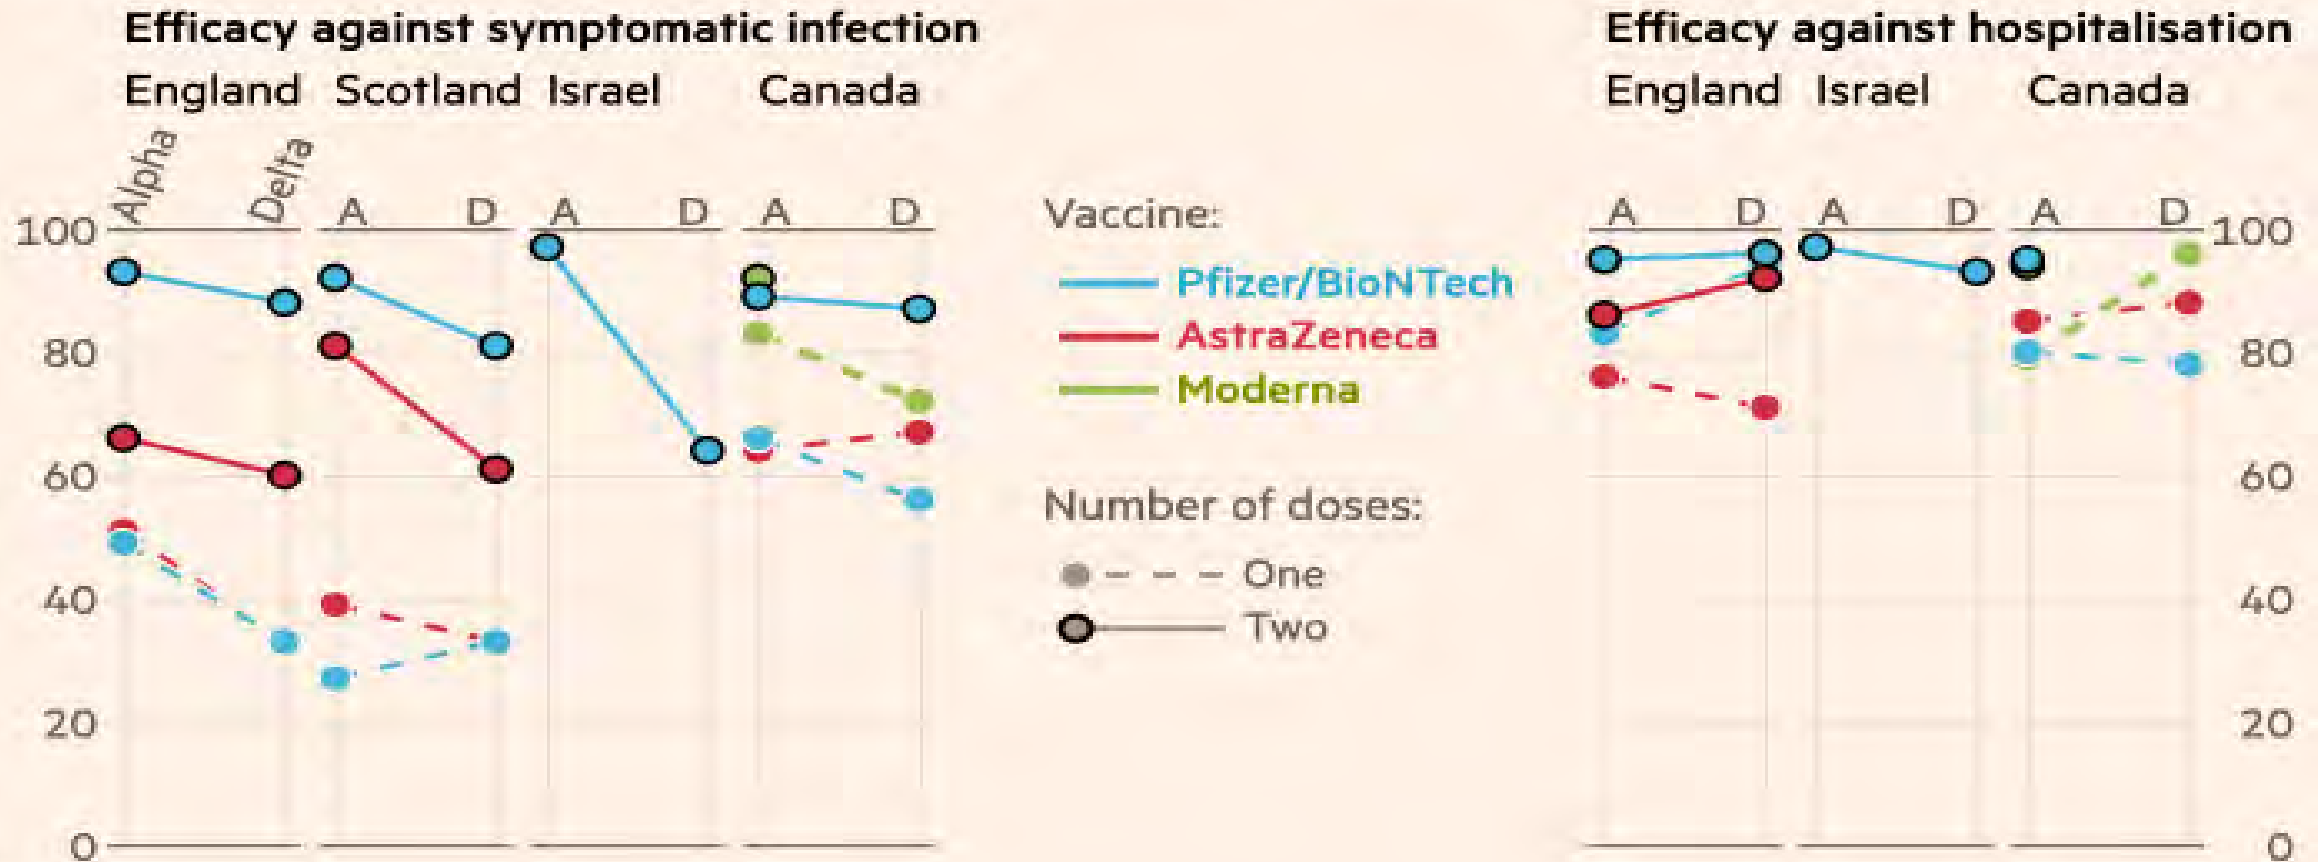 Efficacy against symptomatic infection
England Scotland Israel Canada
Alpha Delta A D A D A D
100
80
60
40
20
0
Vaccine:
Pfizer/BioNTech
AstraZeneca
Moderna
Number of doses:
One
Two
Efficacy against hospitalisation
England Israel Canada
A D A D A D
100
80
60
40
20
0